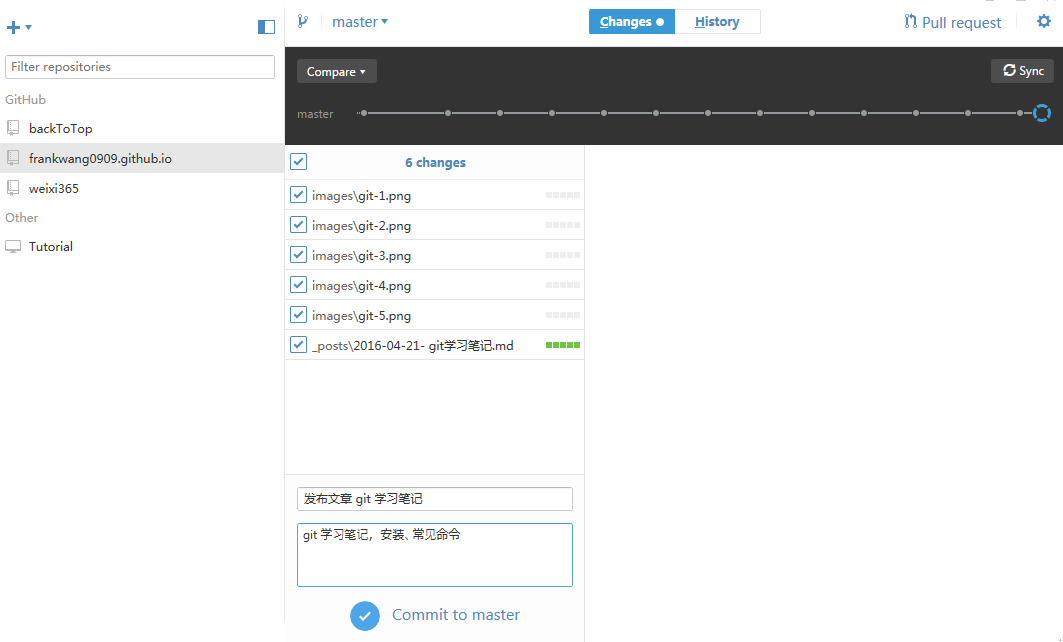 master
Changes
History
Pull request
Filter repositories
GitHub
backToTop
frankwang0909.github.io
weixi365
Other
Tutorial
Compare
Sync
master
6 changes
images\git-1.png
images\git-2.png
images\git-3.png
images\git-4.png
images\git-5.png
_posts\2016-04-21- git学习笔记.md
发布文章 git 学习笔记
git 学习笔记，安装、常见命令
Commit to master